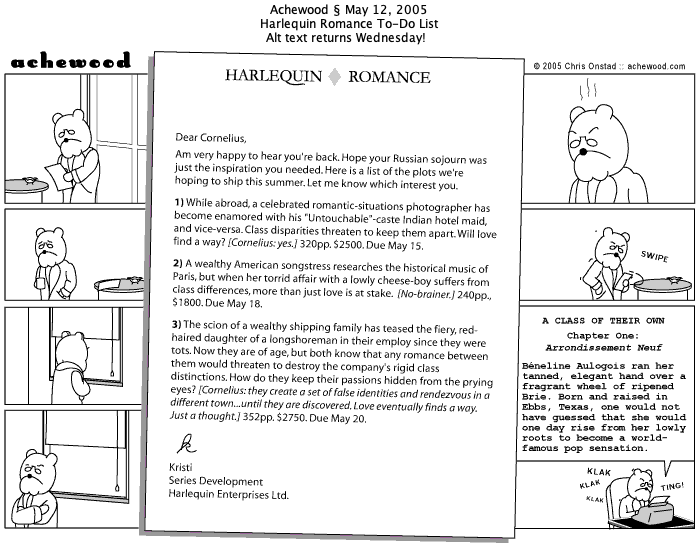 Achewood § May 12, 2005
Harlequin Romance To-Do List
Alt text returns Wednesday!
achewood
© 2005 Chris Onstad :: achewood.com
HARLEQUIN ROMANCE
Dear Cornelius,
Am very happy to hear you're back. Hope your Russian sojourn was
just the inspiration you needed. Here is a list of the plots we're
hoping to ship this summer. Let me know which interest you.
1) While abroad, a celebrated romantic-situations photographer has
become enamored with his "Untouchable"-caste Indian hotel maid,
and vice-versa. Class disparities threaten to keep them apart. Will love
find a way? [Cornelius: yes.] 320pp. $2500. Due May 15.
2) A wealthy American songstress researches the historical music of
Paris, but when her torrid affair with a lowly cheese-boy suffers from
class differences, more than just love is at stake. [No-brainer.] 240pp.,
$1800. Due May 18.
3) The scion of a wealthy shipping family has teased the fiery, red-
haired daughter of a longshoreman in their employ since they were
tots. Now they are of age, but both know that any romance between
them would threaten to destroy the company's rigid class
distinctions. How do they keep their passions hidden from the prying
eyes? [Cornelius: they create a set of false identities and rendezvous in a
different town...until they are discovered. Love eventually finds a way.
Just a thought.] 352pp. $2750. Due May 20.
Kristi
Series Development
Harlequin Enterprises Ltd.
SWIPE
A CLASS OF THEIR OWN
Chapter One:
Arrondissement Neuf
Béneline Aulogois ran her
tanned, elegant hand over a
fragrant wheel of ripened
Brie. Born and raised in
Ebbs, Texas, one would not
have guessed that she would
one day rise from her lowly
roots to become a world-
famous pop sensation.
KLAK
KLAK
KLAK
TING!